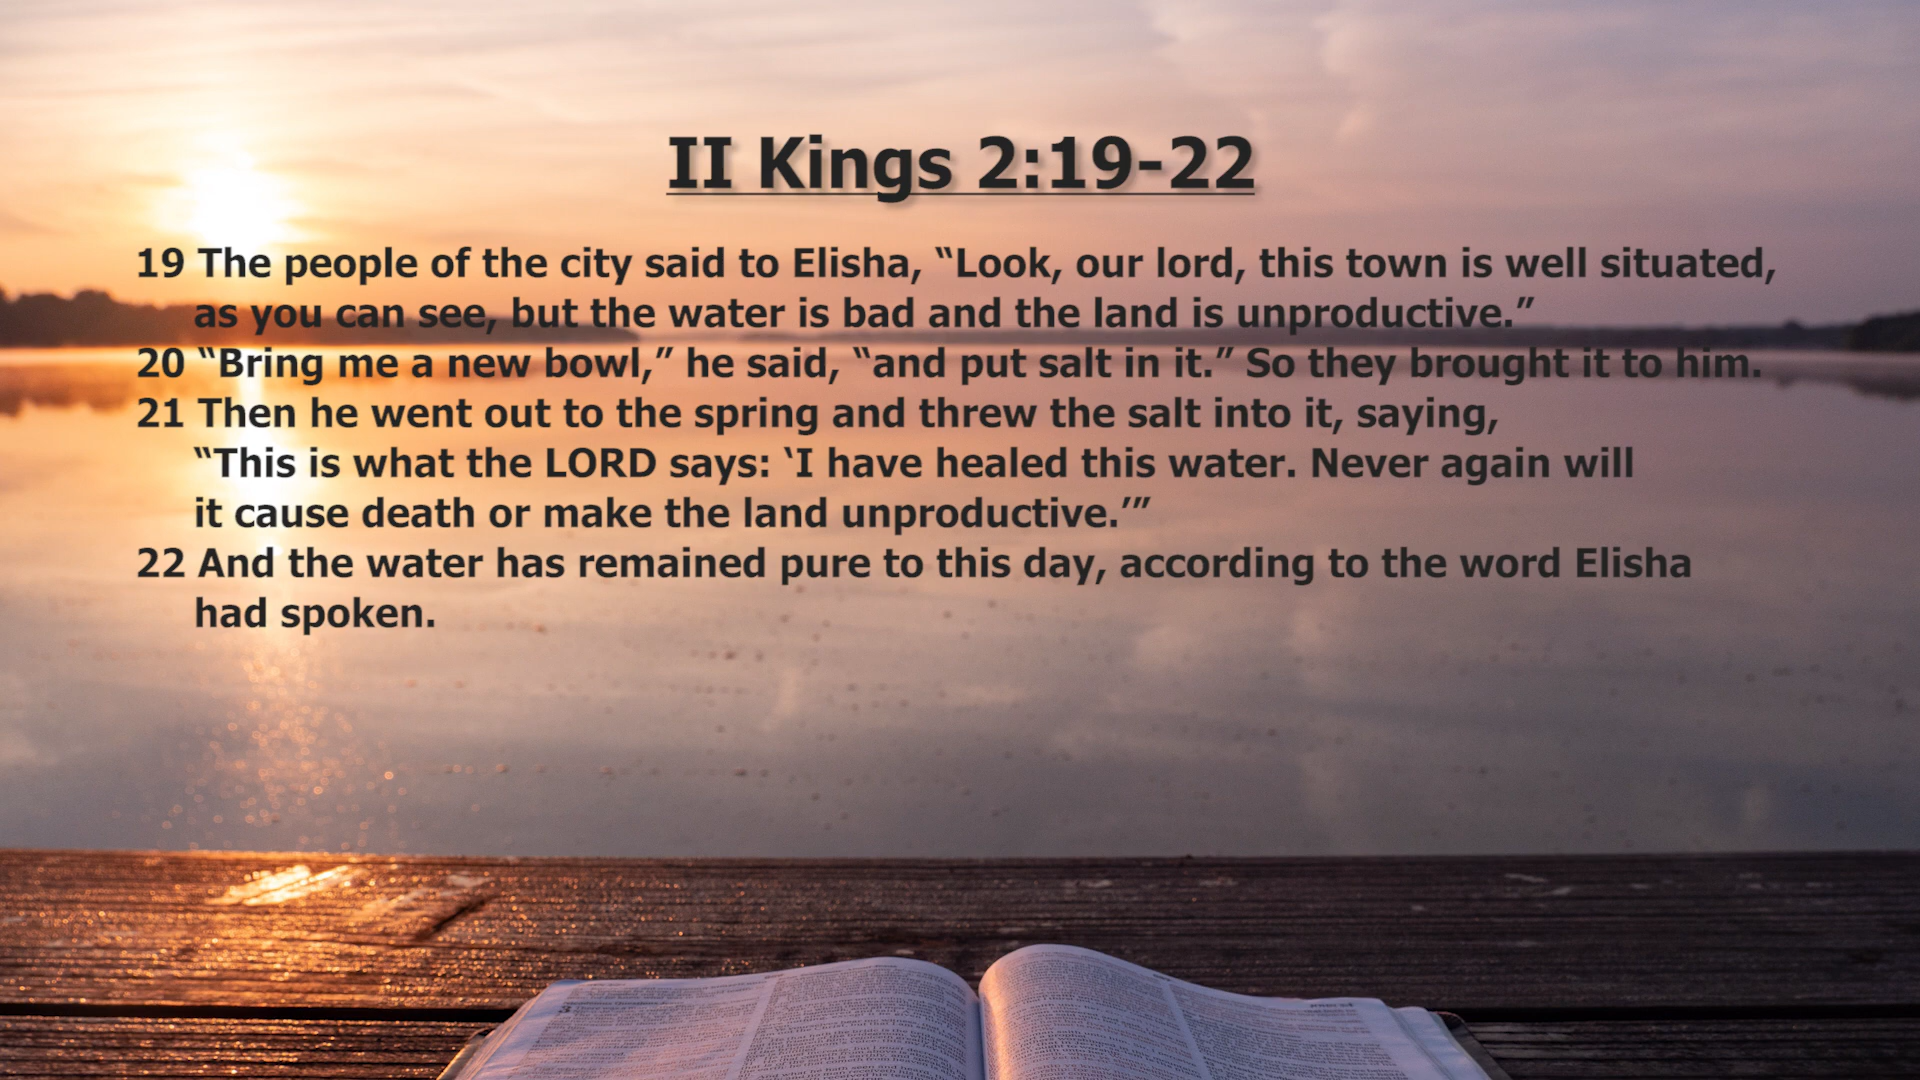 II Kings 2:19-22
19 The people of the city said to Elisha, “Look, our lord, this town is well situated,
as you can see, but the water is bad and the land is unproductive.”
20 “Bring me a new bowl,” he said, “and put salt in it.” So they brought it to him.
21 Then he went out to the spring and threw the salt into it, saying,
“This is what the LORD says: ‘I have healed this water. Never again will
it cause death or make the land unproductive.’”
22 And the water has remained pure to this day, according to the word Elisha
had spoken.